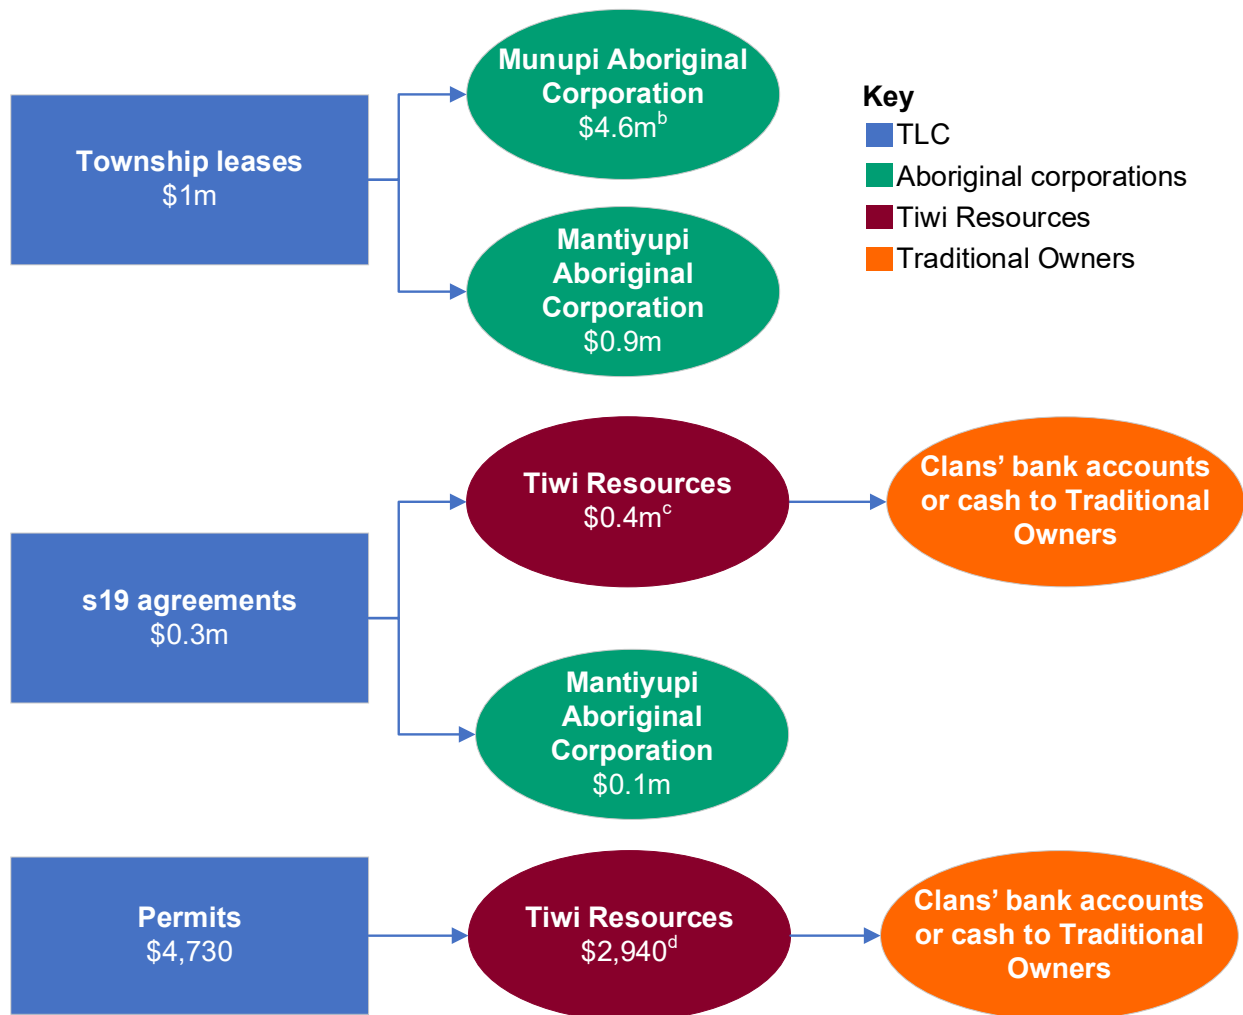 Munupi Aboriginal
Corporation
$4.6mᵇ
Key
TLC
Aboriginal corporations
Tiwi Resources
Traditional Owners
Township leases
$1m
Mantiyupi
Aboriginal
Corporation
$0.9m
Tiwi Resources
$0.4mᶜ
Clans’ bank accounts
or cash to Traditional
Owners
s19 agreements
$0.3m
Mantiyupi
Aboriginal
Corporation
$0.1m
Permits
$4,730
Tiwi Resources
$2,940ᵈ
Clans’ bank accounts
or cash to Traditional
Owners